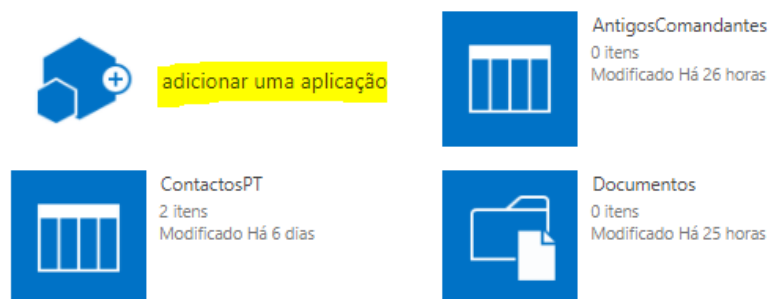 adicionar uma aplicação
AntigosComandantes
0 itens
Modificado Há 26 horas
ContactosPT
2 itens
Modificado Há 6 dias
Documentos
0 itens
Modificado Há 25 horas